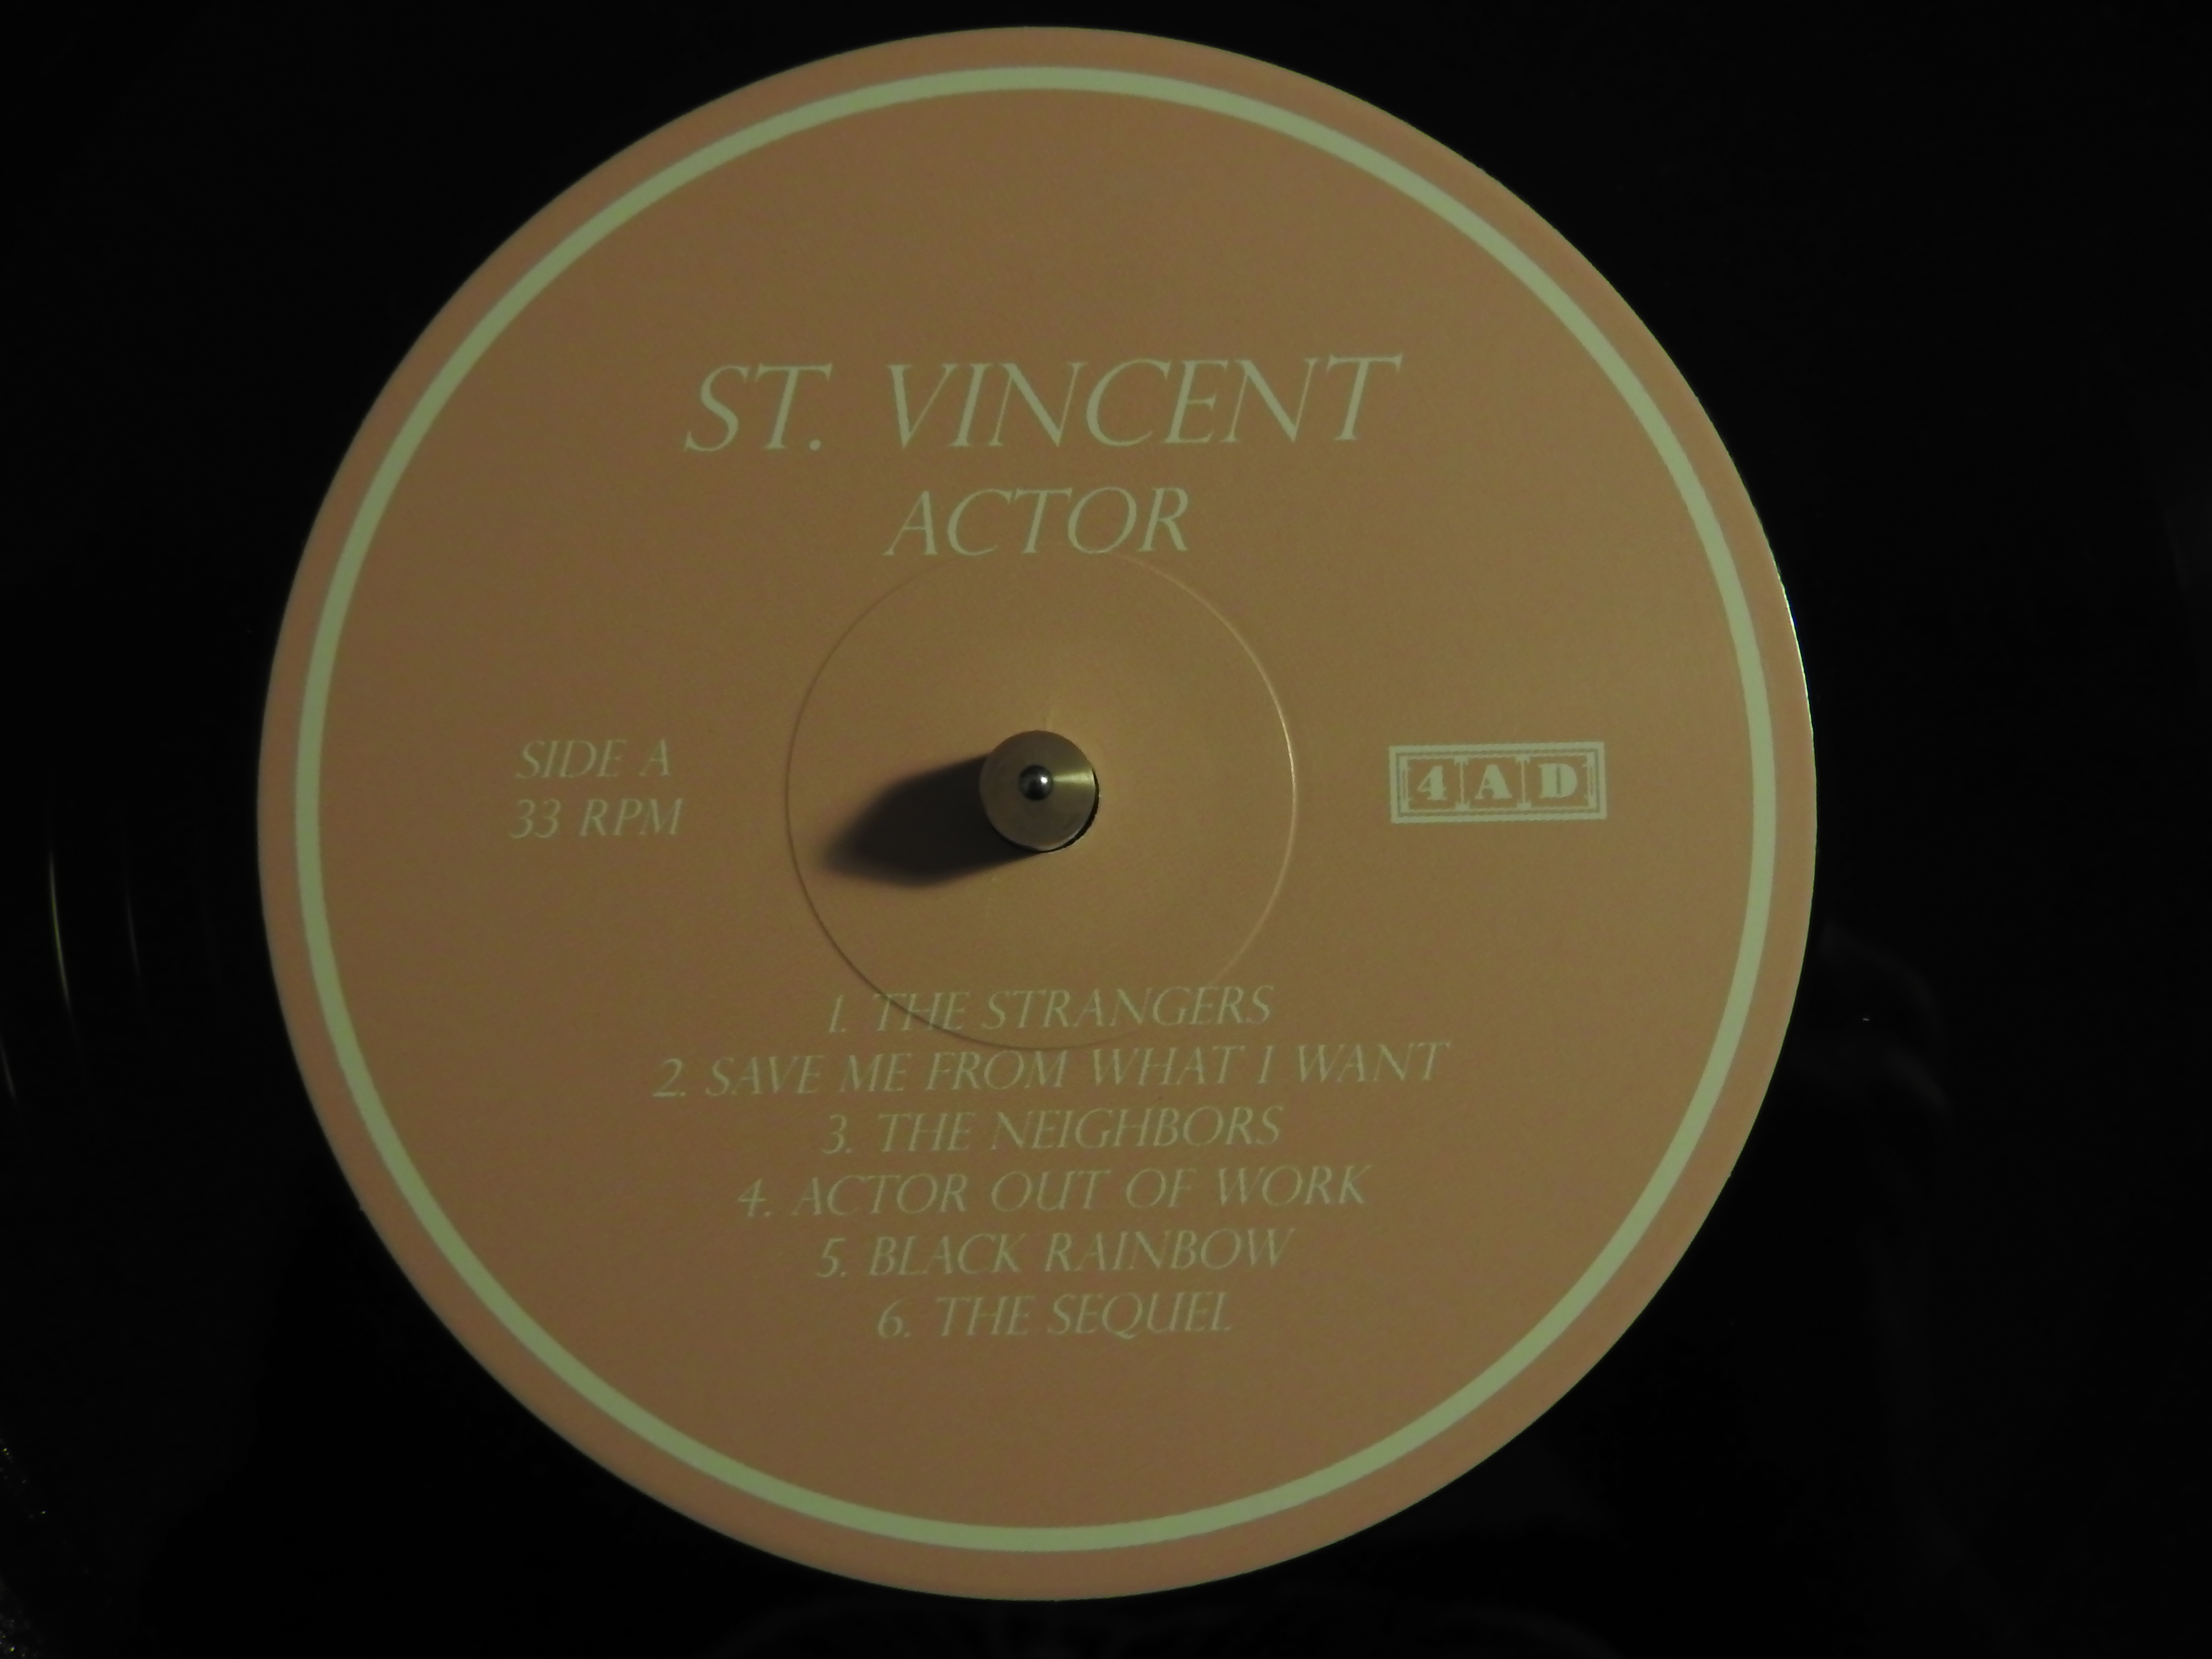 ST. VINCENT
ACTOR
SIDE A
33 RPM
4AD
1. THE STRANGERS
2. SAVE ME FROM WHAT I WANT
3. THE NEIGHBORS
4. ACTOR OUT OF WORK
5. BLACK RAINBOW
6. THE SEQUEL